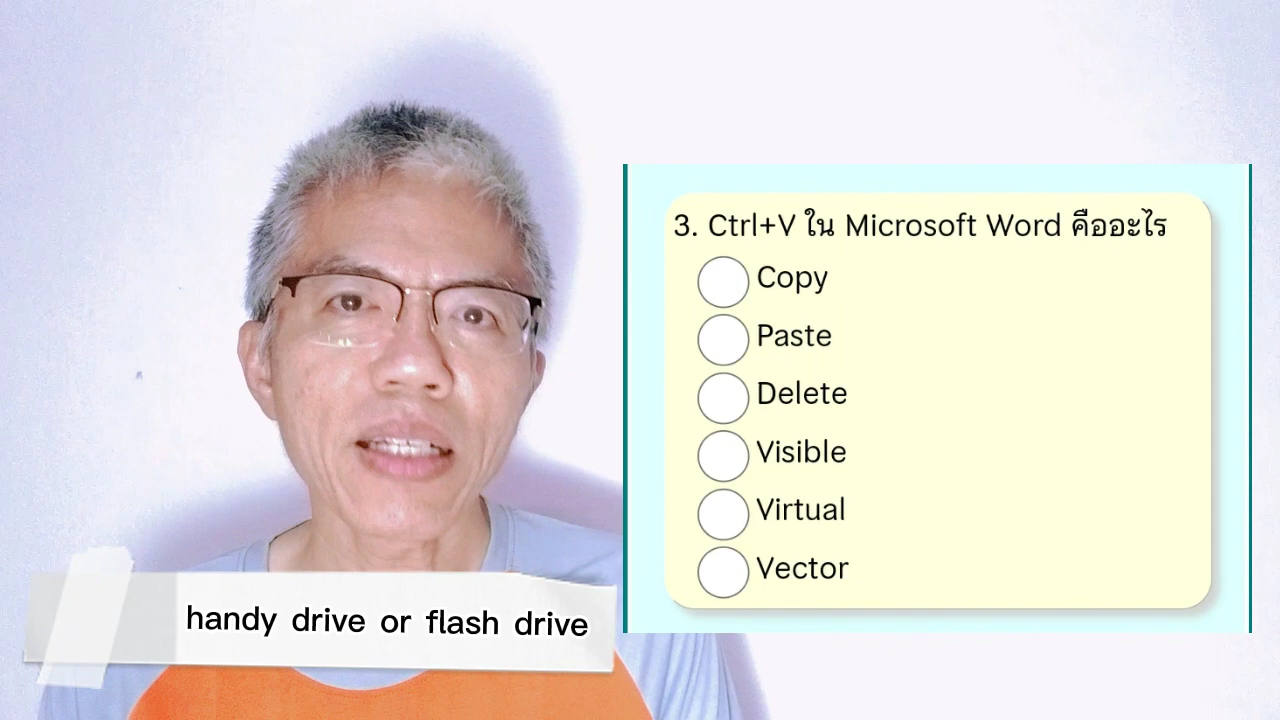 3. Ctrl+V ใน Microsoft Word คืออะไร
Copy
Paste
Delete
Visible
Virtual
Vector
handy drive or flash drive